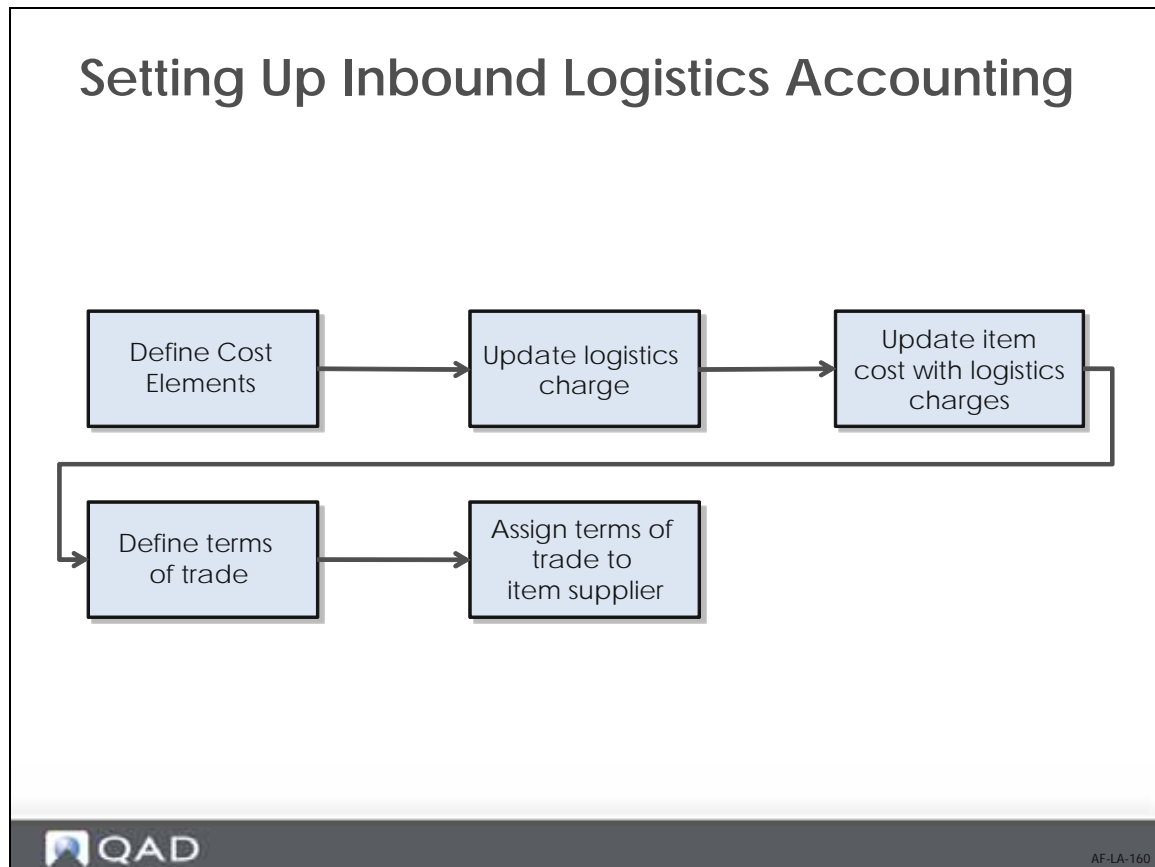 Setting Up Inbound Logistics Accounting
Define Cost
Elements
Update logistics
charge
Update item
cost with logistics
charges
Define terms
of trade
Assign terms of
trade to
item supplier
QAD
AF-LA-160